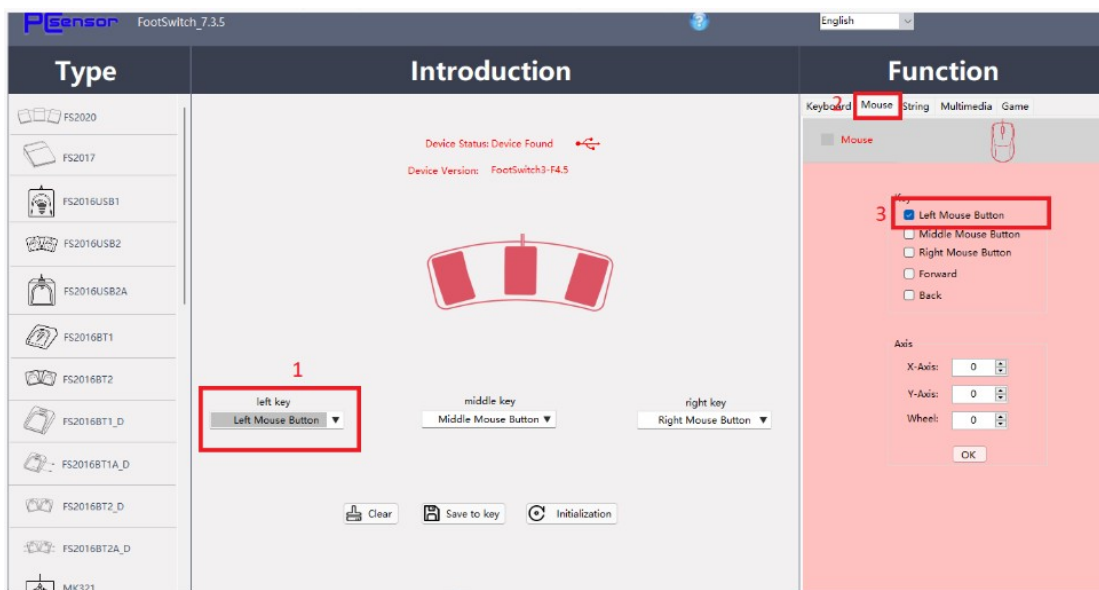 PCsensor FootSwitch_7.3.5 English
Type Introduction Function
FS2020
FS2017
FS2016USB1
FS2016USB2
FS2016USB2A
FS2016BT1
FS2016BT2
FS2016BT1_D
FS2016BT1A_D
FS2016BT2_D
FS2016BT2A_D
MK321
Device Status: Device Found
Device Version: FootSwitch3-F4.5
1
left key middle key right key
Left Mouse Button Middle Mouse Button Right Mouse Button
Clear Save to key Initialization
2
Keyboard Mouse String Multimedia Game
Mouse
Key
3
Left Mouse Button
Middle Mouse Button
Right Mouse Button
Forward
Back
Axis
X-Axis: 0
Y-Axis: 0
Wheel: 0
OK